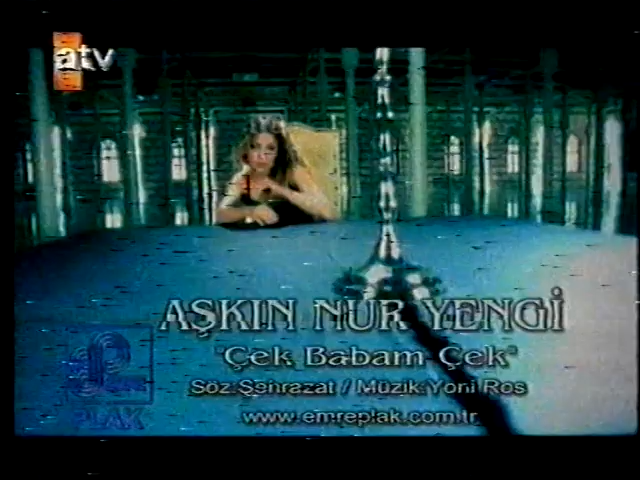 atv
AŞKIN NUR YENGİ
"Çek Babam Çek"
Söz:Şehrazat / Müzik:Yoni Ros
www.emreplak.com.tr
PLAK